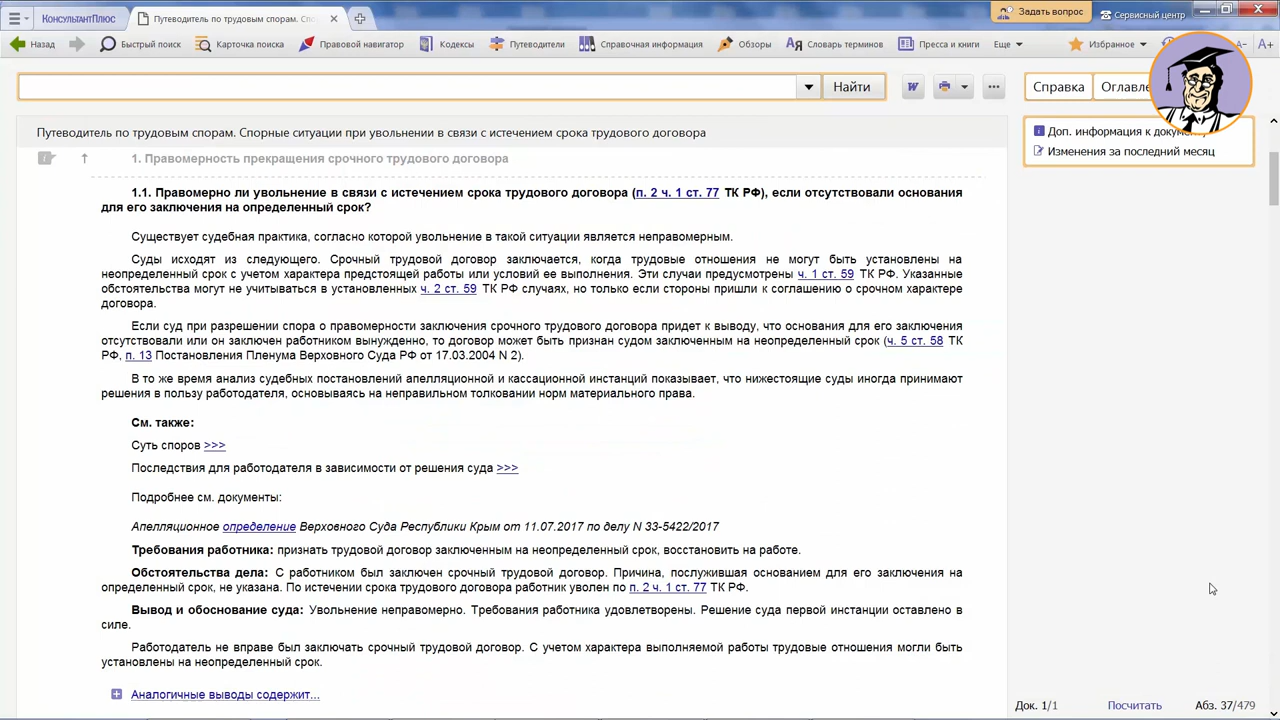 КОНСУЛЬТАНТПЛЮС
Путеводитель по трудовым спорам. Спо
Задать вопрос
Сервисный центр
Назад
Быстрый поиск
Карточка поиска
Правовой навигатор
Кодексы
Путеводители
Справочная информация
Обзоры
Словарь терминов
Пресса и книги
Еще
Избранное
A-
A+
Найти
W
Справка
Оглавле
Путеводитель по трудовым спорам. Спорные ситуации при увольнении в связи с истечением срока трудового договора
Доп. информация к документу
Изменения за последний месяц
1. Правомерность прекращения срочного трудового договора
1.1. Правомерно ли увольнение в связи с истечением срока трудового договора (п. 2 ч. 1 ст. 77 ТК РФ), если отсутствовали основания
для его заключения на определенный срок?
Существует судебная практика, согласно которой увольнение в такой ситуации является неправомерным.
Суды исходят из следующего. Срочный трудовой договор заключается, когда трудовые отношения не могут быть установлены на
неопределенный срок с учетом характера предстоящей работы или условий ее выполнения. Эти случаи предусмотрены ч. 1 ст. 59 ТК РФ. Указанные
обстоятельства могут не учитываться в установленных ч. 2 ст. 59 ТК РФ случаях, но только если стороны пришли к соглашению о срочном характере
договора.
Если суд при разрешении спора о правомерности заключения срочного трудового договора придет к выводу, что основания для его заключения
отсутствовали или он заключен работником вынужденно, то договор может быть признан судом заключенным на неопределенный срок (ч. 5 ст. 58 ТК
РФ, п. 13 Постановления Пленума Верховного Суда РФ от 17.03.2004 N 2).
В то же время анализ судебных постановлений апелляционной и кассационной инстанций показывает, что нижестоящие суды иногда принимают
решения в пользу работодателя, основываясь на неправильном толковании норм материального права.
См. также:
Суть споров >>>
Последствия для работодателя в зависимости от решения суда >>>
Подробнее см. документы:
Апелляционное определение Верховного Суда Республики Крым от 11.07.2017 по делу N 33-5422/2017
Требования работника: признать трудовой договор заключенным на неопределенный срок, восстановить на работе.
Обстоятельства дела: С работником был заключен срочный трудовой договор. Причина, послужившая основанием для его заключения на
определенный срок, не указана. По истечении срока трудового договора работник уволен по п. 2 ч. 1 ст. 77 ТК РФ.
Вывод и обоснование суда: Увольнение неправомерно. Требования работника удовлетворены. Решение суда первой инстанции оставлено в
силе.
Работодатель не вправе был заключать срочный трудовой договор. С учетом характера выполняемой работы трудовые отношения могли быть
установлены на неопределенный срок.
Аналогичные выводы содержит...
Док. 1/1
Посчитать
Абз. 37/479